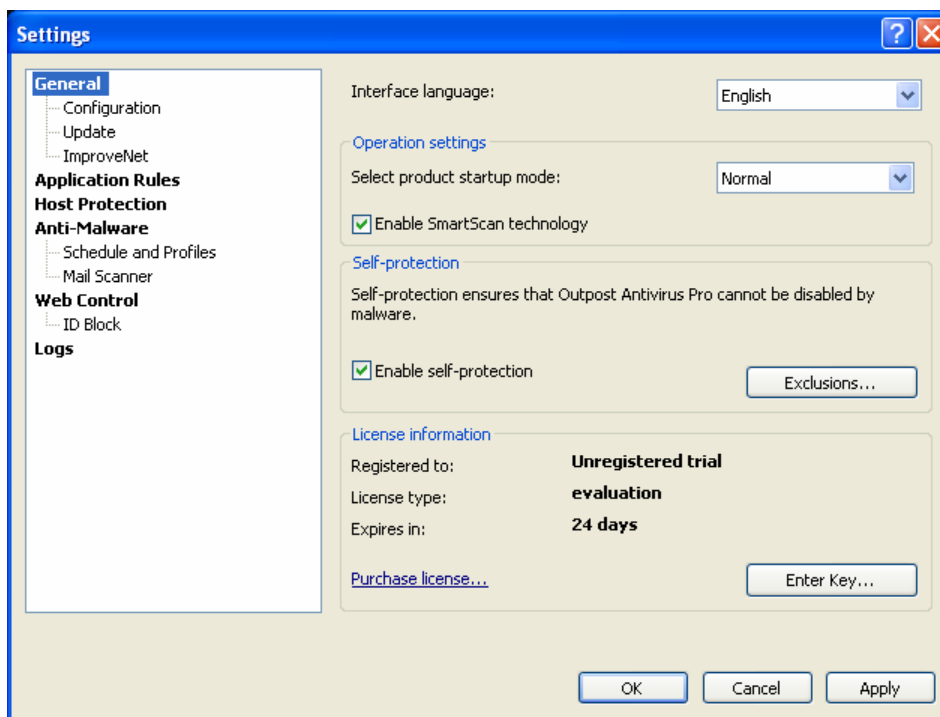 Settings
General
Configuration
Update
ImproveNet
Application Rules
Host Protection
Anti-Malware
Schedule and Profiles
Mail Scanner
Web Control
ID Block
Logs
Interface language: English
Operation settings
Select product startup mode: Normal
Enable SmartScan technology
Self-protection
Self-protection ensures that Outpost Antivirus Pro cannot be disabled by
malware.
Enable self-protection
Exclusions...
License information
Registered to: Unregistered trial
License type: evaluation
Expires in: 24 days
Purchase license...
Enter Key...
OK Cancel Apply